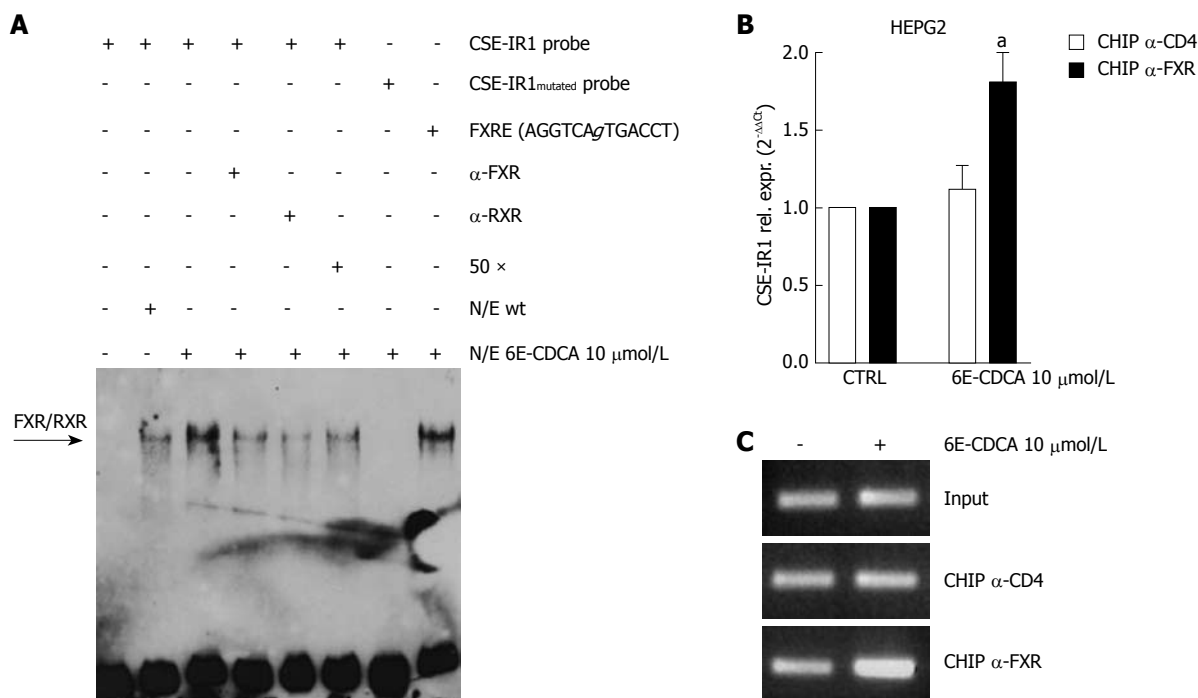 A
+ + + + + + - - CSE-IR1 probe
- - - - - - + - CSE-IR1mutated probe
- - - - - - - + FXRE (AGGTCAgTGACCT)
- - - + - - - - α-FXR
- - - - + - - - α-RXR
- - - - - + - - 50 ×
- + - - - - - - N/E wt
- - + + + + + + N/E 6E-CDCA 10 μmol/L
FXR/RXR
B
HEPG2
CSE-IR1 rel. expr. (2^-ΔΔCt)
2.0
1.5
1.0
0.5
0.0
a
CTRL 6E-CDCA 10 μmol/L
CHIP α-CD4
CHIP α-FXR
C
- + 6E-CDCA 10 μmol/L
Input
CHIP α-CD4
CHIP α-FXR